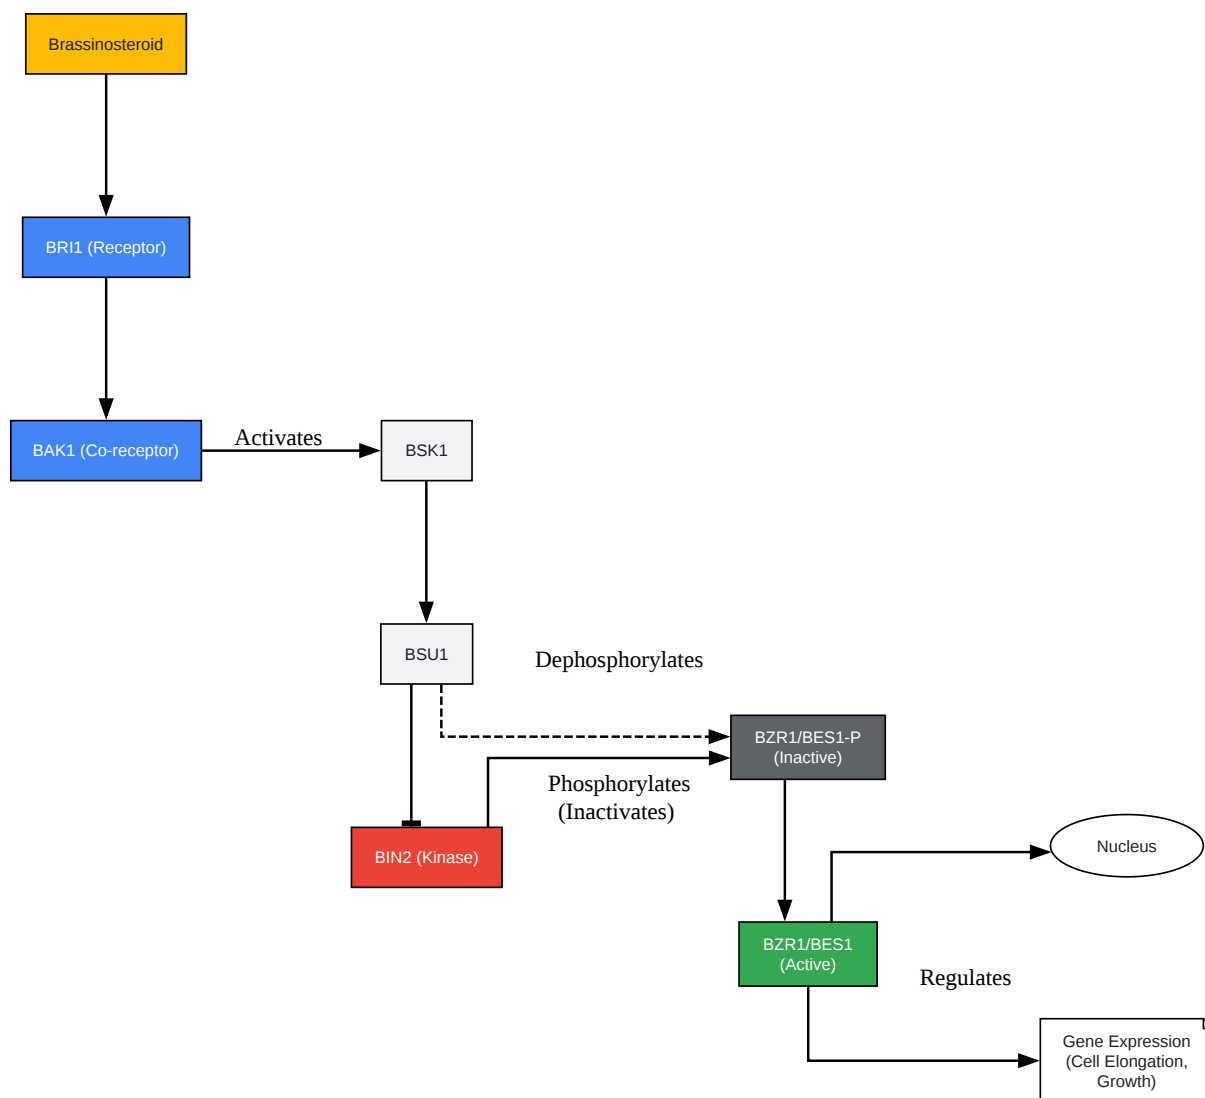 Brassinosteroid
BRI1 (Receptor)
BAK1 (Co-receptor)
Activates
BSK1
BSU1
Dephosphorylates
BZR1/BES1-P
(Inactive)
Phosphorylates
(Inactivates)
BIN2 (Kinase)
Nucleus
BZR1/BES1
(Active)
Regulates
Gene Expression
(Cell Elongation,
Growth)